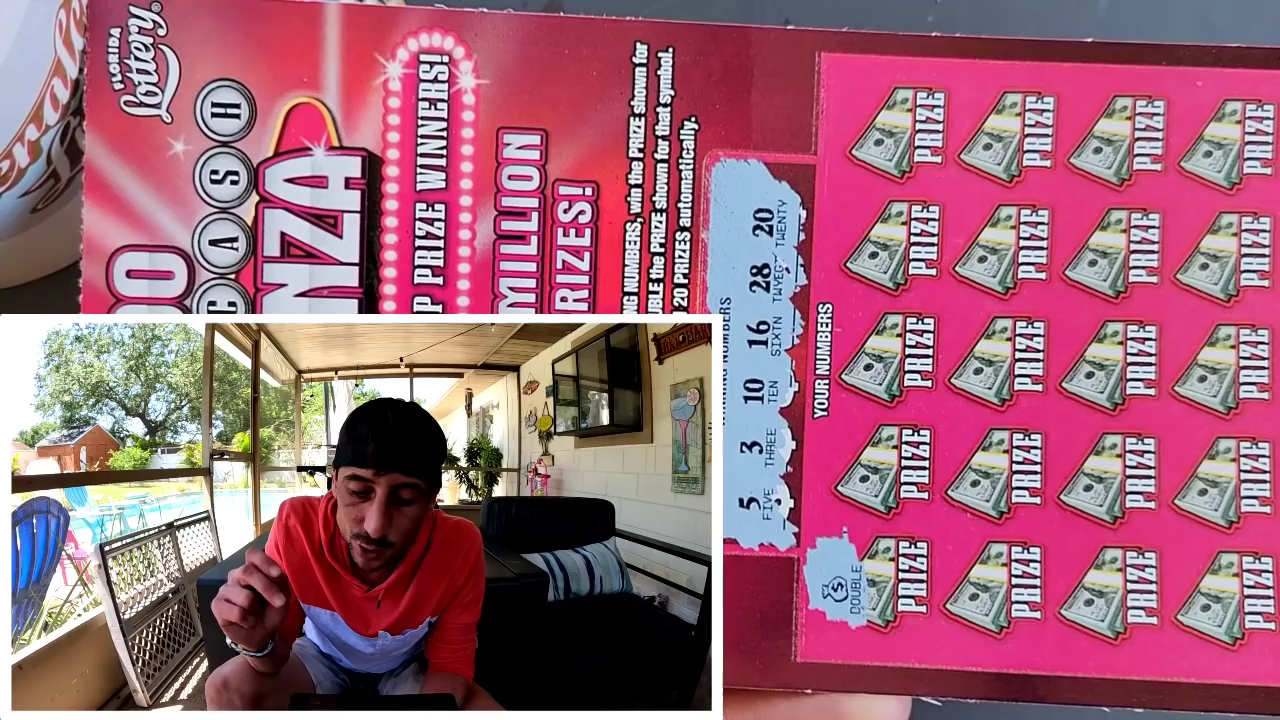 FLORIDA
Lottery®
CASH
NZA
P PRIZE WINNERS!
MILLION
RIZES!
NG NUMBERS, win the PRIZE shown for
UBLE the PRIZE shown for that symbol.
20 PRIZES automatically.
NUMBERS
5 3 10 16 28 20
FIVE THREE TEN SIXTN TWYEGT TWENTY
YOUR NUMBERS
PRIZE PRIZE PRIZE PRIZE PRIZE
PRIZE PRIZE PRIZE PRIZE PRIZE
PRIZE PRIZE PRIZE PRIZE PRIZE
PRIZE PRIZE PRIZE PRIZE PRIZE
$
DOUBLE